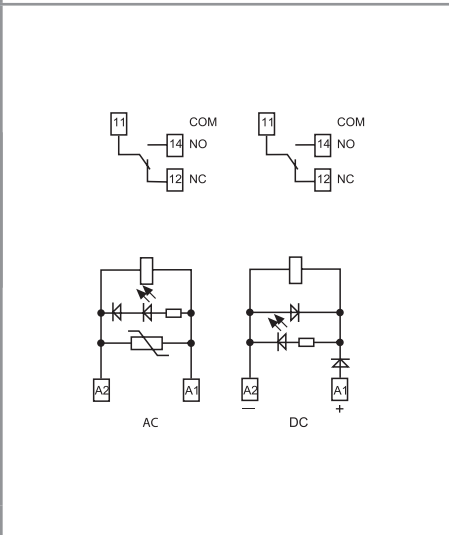 11 COM 11 COM
14 NO 14 NO
12 NC 12 NC
A2 A1 A2 A1
— +
AC DC